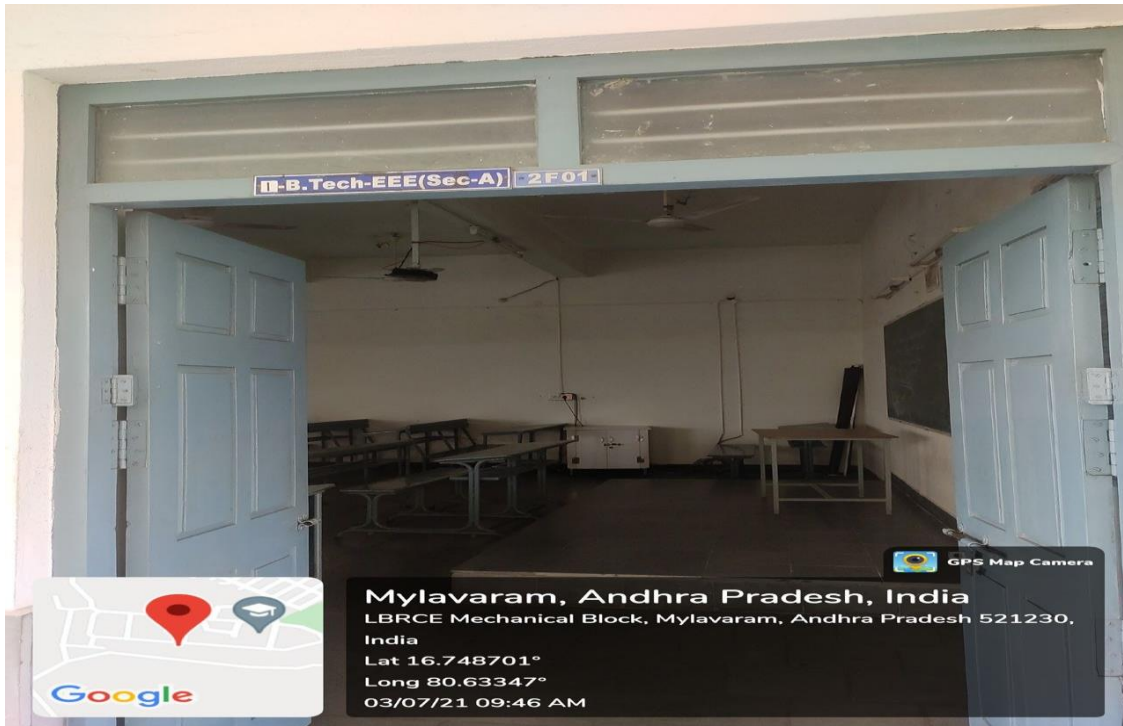 II-B.Tech-EEE(Sec-A) -2F01-
GPS Map Camera
Mylavaram, Andhra Pradesh, India
LBRCE Mechanical Block, Mylavaram, Andhra Pradesh 521230,
India
Lat 16.748701°
Long 80.63347°
03/07/21 09:46 AM
Google